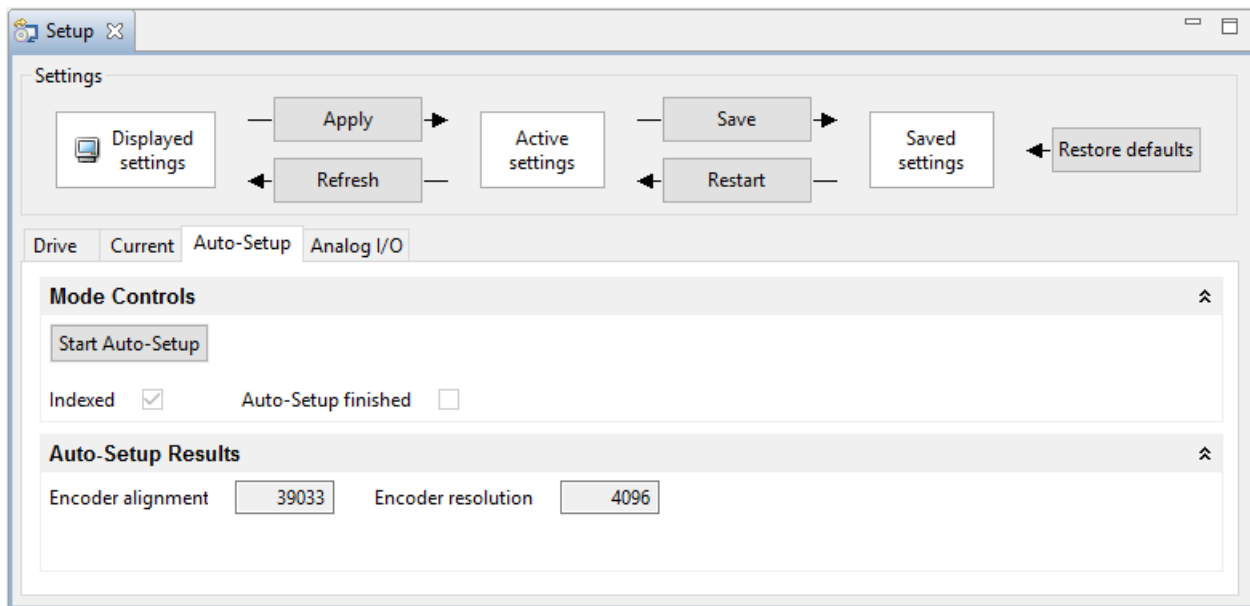 Setup
Settings
Displayed
settings
Apply
Refresh
Active
settings
Save
Restart
Saved
settings
Restore defaults
Drive Current Auto-Setup Analog I/O
Mode Controls
Start Auto-Setup
Indexed Auto-Setup finished
Auto-Setup Results
Encoder alignment 39033 Encoder resolution 4096